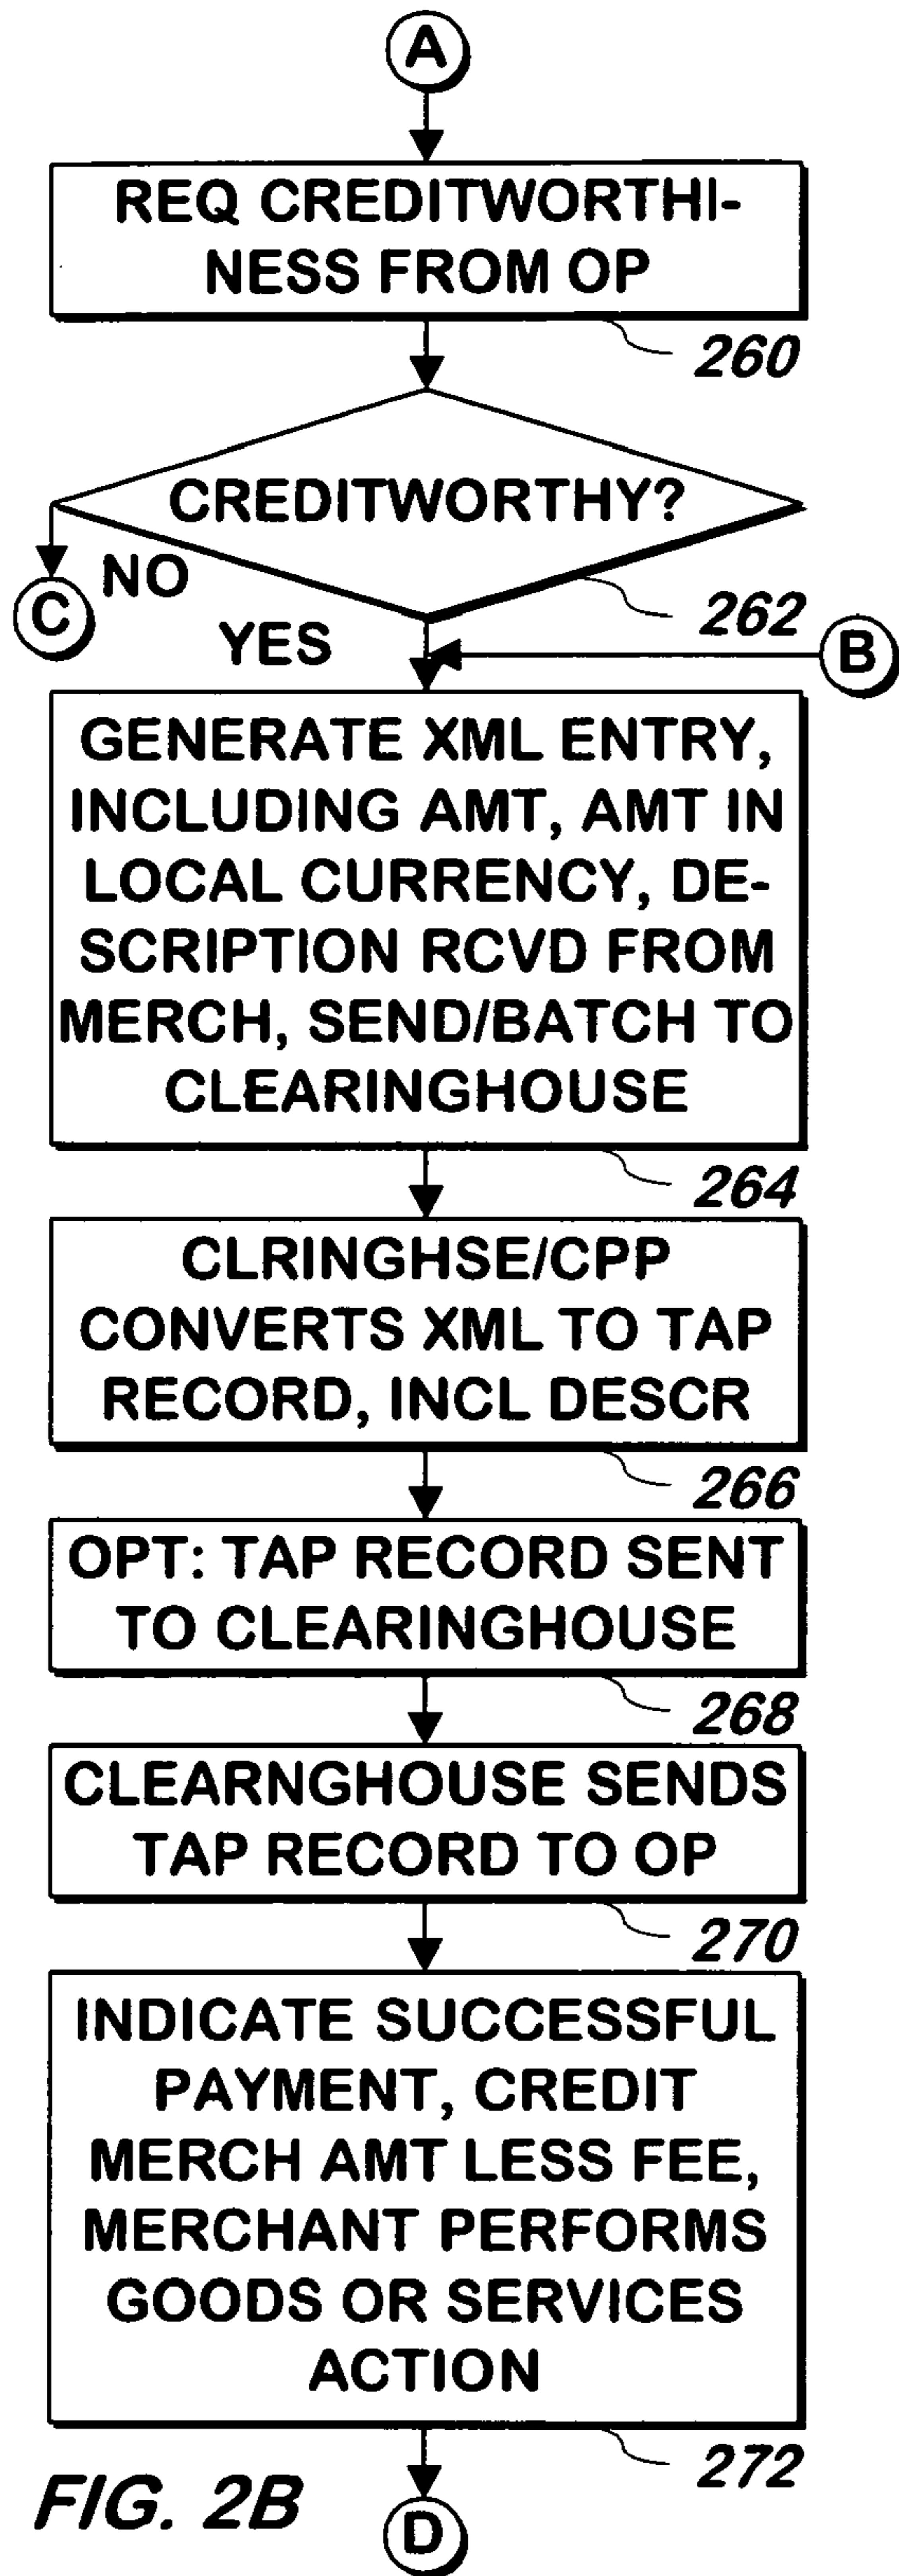 A
REQ CREDITWORTHI-
NESS FROM OP
260
CREDITWORTHY?
NO
C
262
YES
B
GENERATE XML ENTRY,
INCLUDING AMT, AMT IN
LOCAL CURRENCY, DE-
SCRIPTION RCVD FROM
MERCH, SEND/BATCH TO
CLEARINGHOUSE
264
CLRINGHSE/CPP
CONVERTS XML TO TAP
RECORD, INCL DESCR
266
OPT: TAP RECORD SENT
TO CLEARINGHOUSE
268
CLEARNGHOUSE SENDS
TAP RECORD TO OP
270
INDICATE SUCCESSFUL
PAYMENT, CREDIT
MERCH AMT LESS FEE,
MERCHANT PERFORMS
GOODS OR SERVICES
ACTION
272
FIG. 2B
D